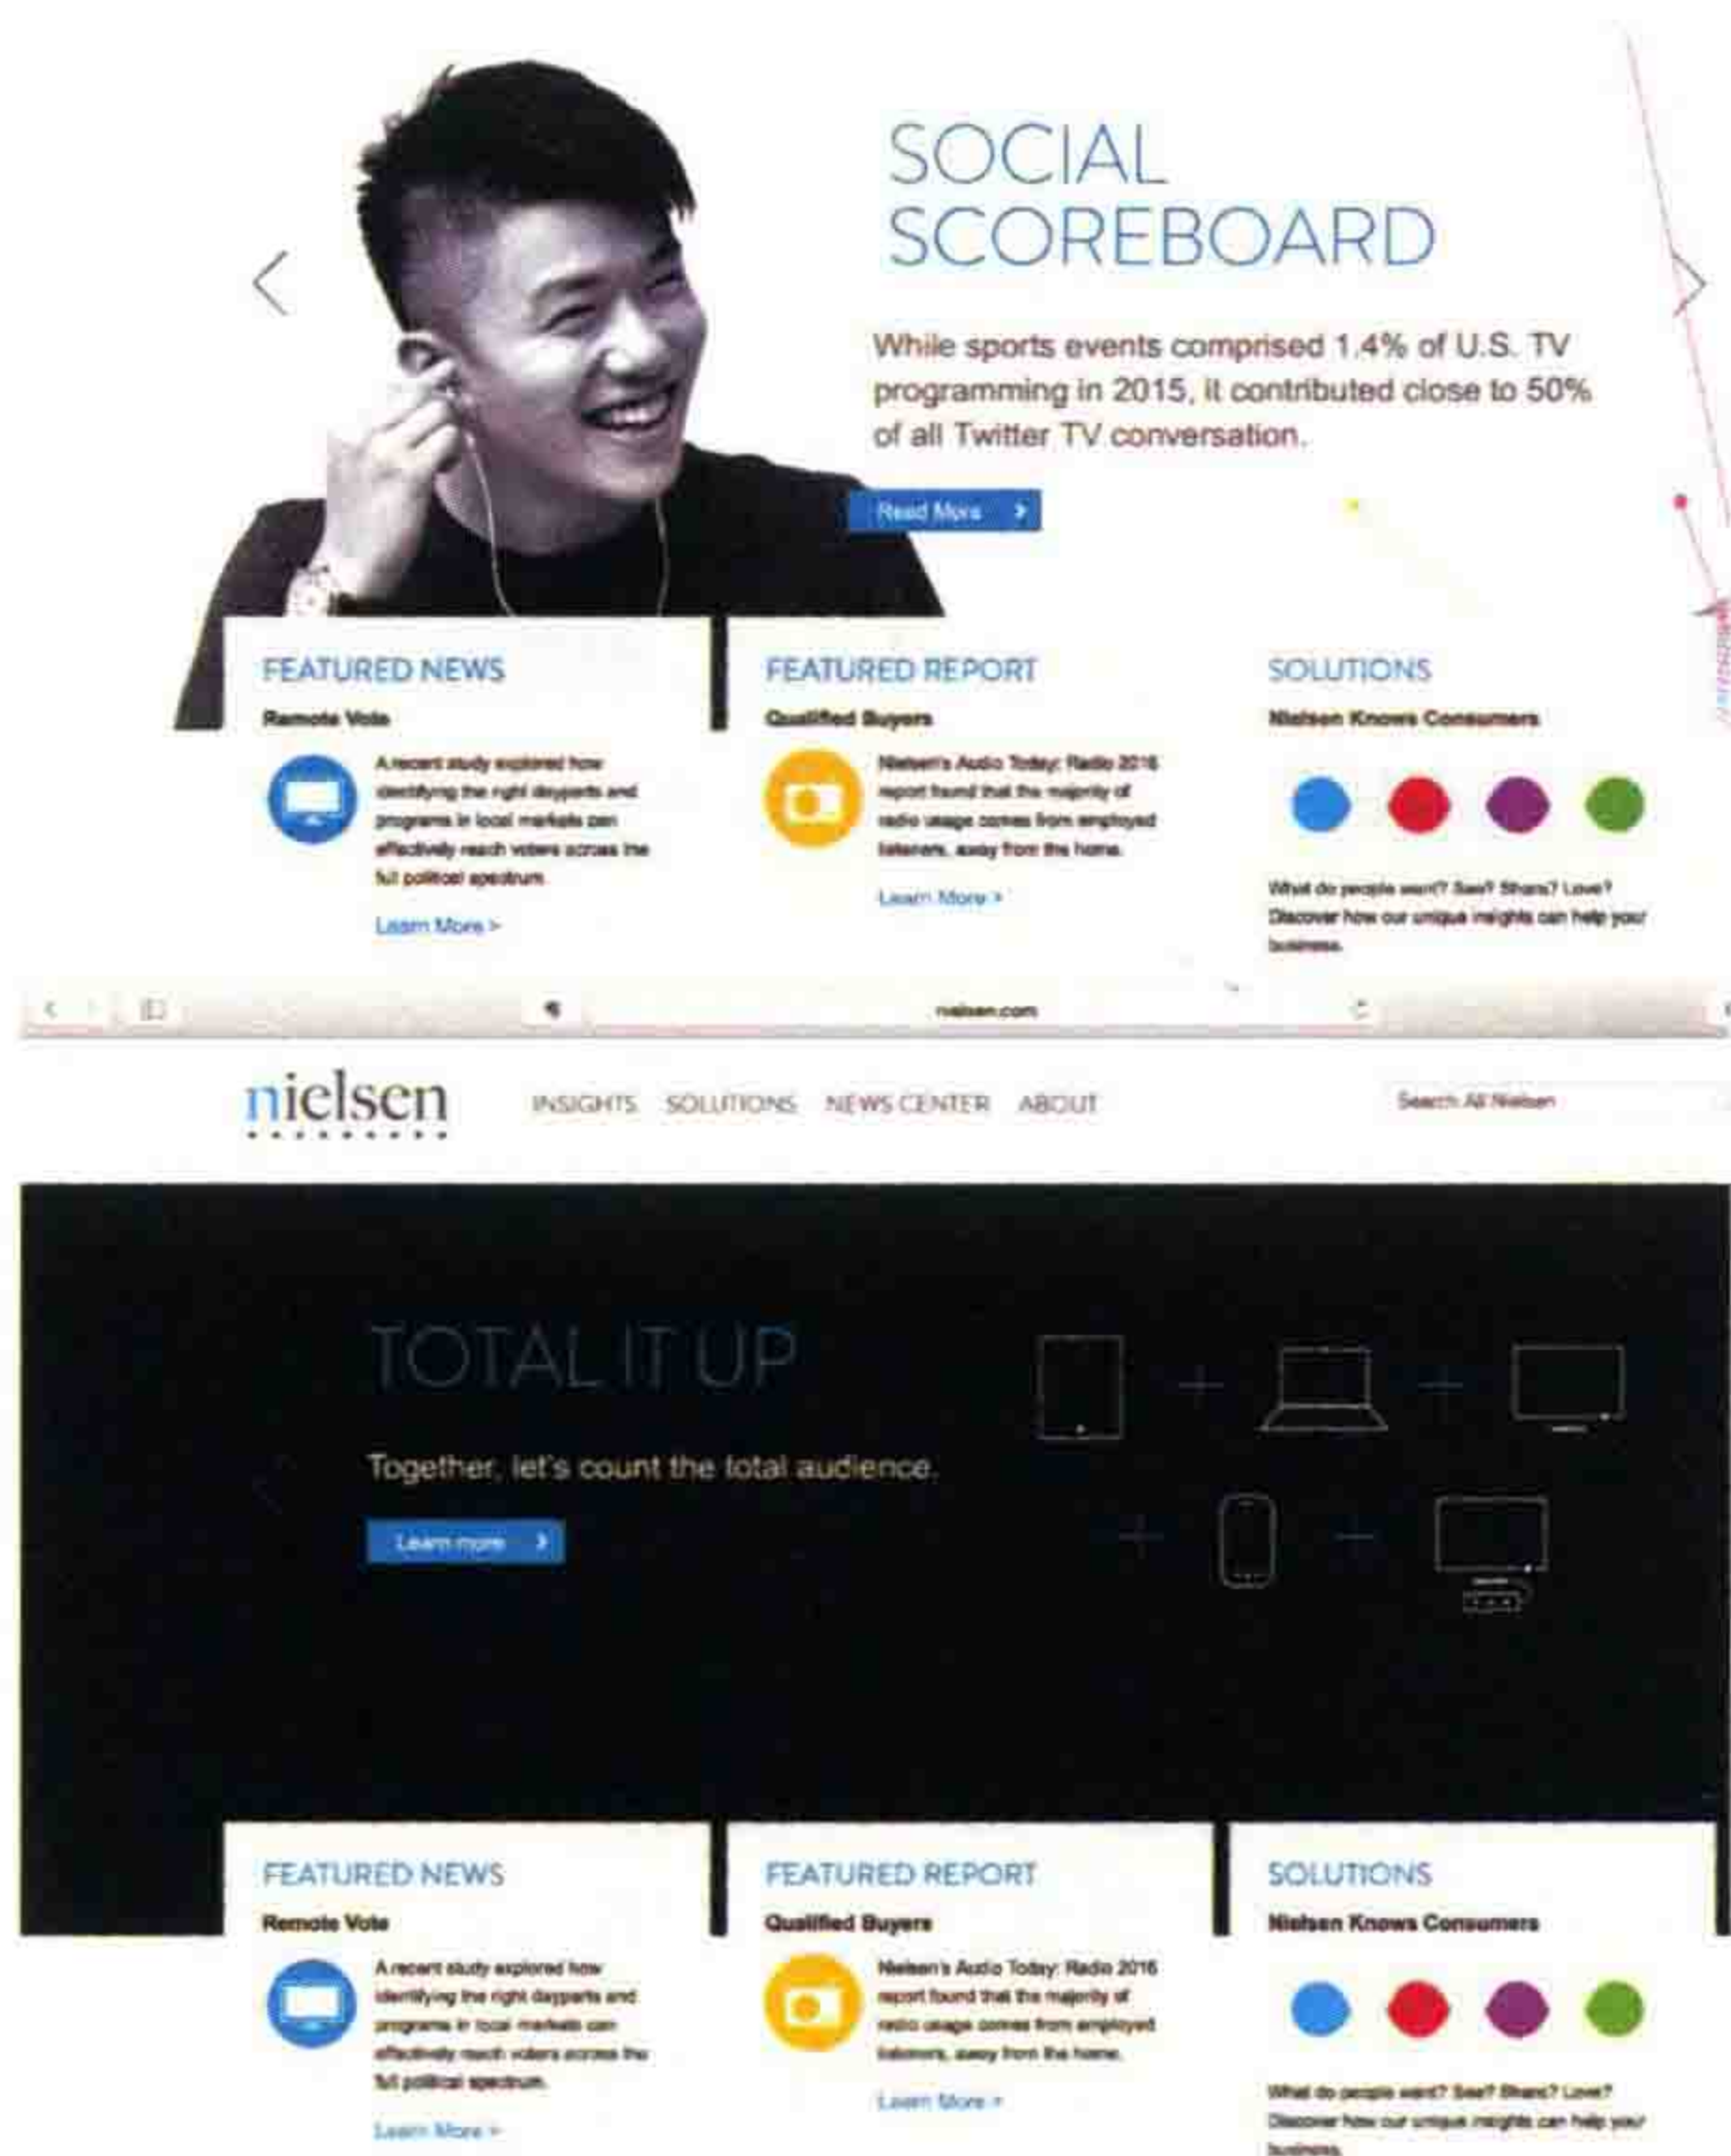 SOCIAL
SCOREBOARD
While sports events comprised 1.4% of U.S. TV
programming in 2015, it contributed close to 50%
of all Twitter TV conversation.
Read More >
FEATURED NEWS
Remote Vote
A recent study explored how
identifying the right dayparts and
programs in local markets can
effectively reach voters across the
full political spectrum.
Learn More >
FEATURED REPORT
Qualified Buyers
Nielsen's Audio Today: Radio 2016
report found that the majority of
radio usage comes from employed
listeners, away from the home.
Learn More >
SOLUTIONS
Nielsen Knows Consumers
What do people want? See? Share? Love?
Discover how our unique insights can help your
business.
nielsen.com
nielsen
INSIGHTS SOLUTIONS NEWS CENTER ABOUT
Search All Nielsen
TOTAL IT UP
Together, let's count the total audience.
Learn more >
FEATURED NEWS
Remote Vote
A recent study explored how
identifying the right dayparts and
programs in local markets can
effectively reach voters across the
full political spectrum.
Learn More >
FEATURED REPORT
Qualified Buyers
Nielsen's Audio Today: Radio 2016
report found that the majority of
radio usage comes from employed
listeners, away from the home.
Learn More >
SOLUTIONS
Nielsen Knows Consumers
What do people want? See? Share? Love?
Discover how our unique insights can help your
business.